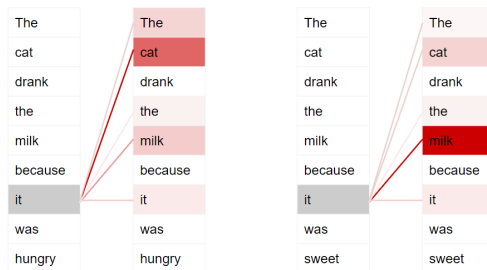 The The The The
cat cat cat cat
drank drank drank drank
the the the the
milk milk milk milk
because because because because
it it it it
was was was was
hungry hungry sweet sweet